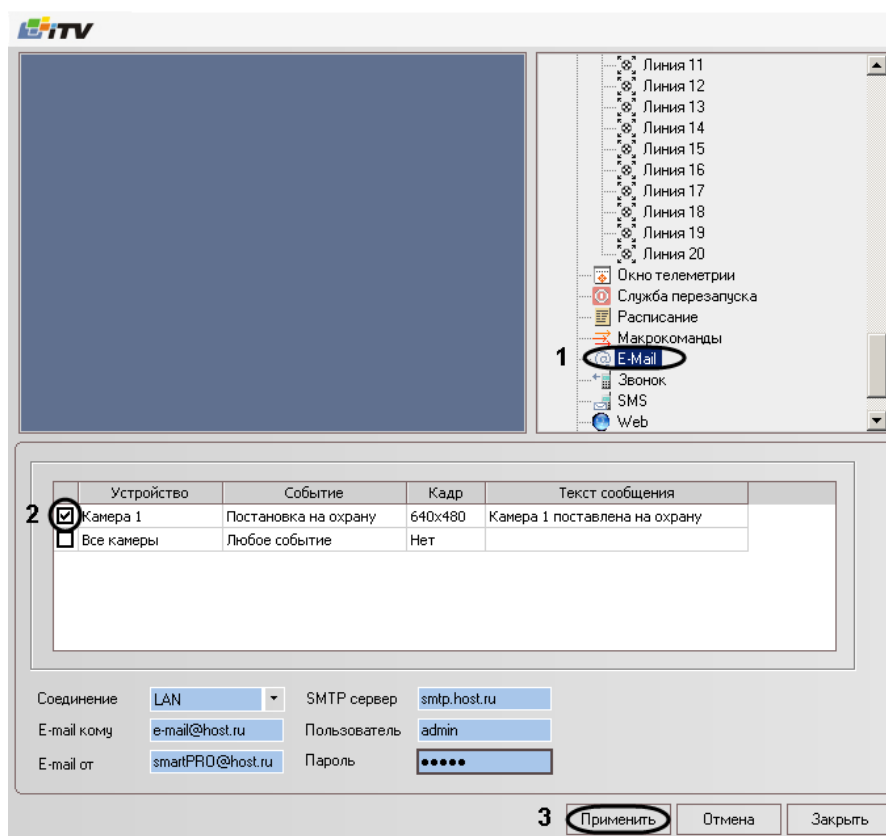 iTV
Линия 11
Линия 12
Линия 13
Линия 14
Линия 15
Линия 16
Линия 17
Линия 18
Линия 19
Линия 20
Окно телеметрии
Служба перезапуска
Расписание
Макрокоманды
1 E-Mail
Звонок
SMS
Web
Устройство Событие Кадр Текст сообщения
2 Камера 1 Постановка на охрану 640x480 Камера 1 поставлена на охрану
Все камеры Любое событие Нет
Соединение LAN SMTP сервер smtp.host.ru
E-mail кому e-mail@host.ru Пользователь admin
E-mail от smartPRO@host.ru Пароль •••••
3 Применить Отмена Закрыть